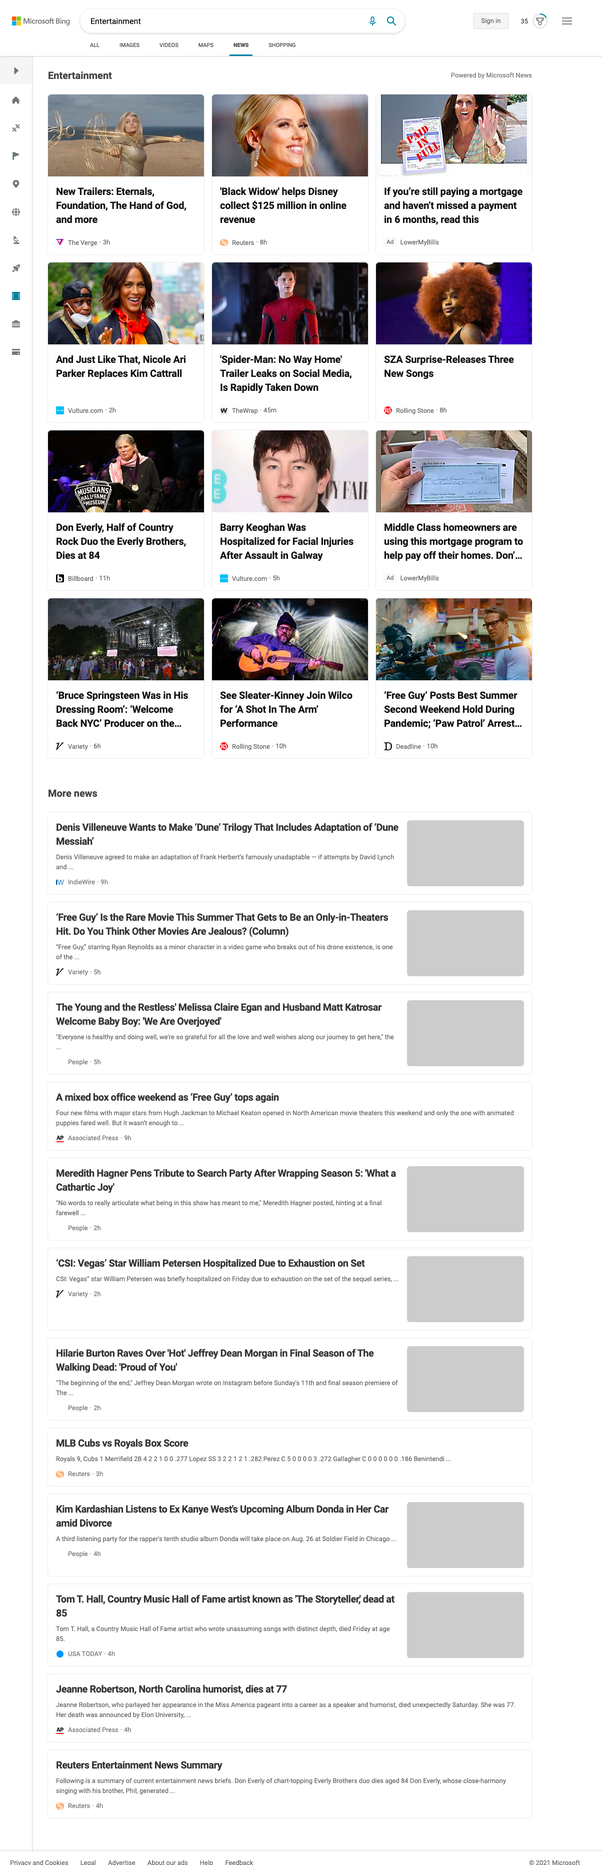 Microsoft Bing
Entertainment
Sign in
35
ALL IMAGES VIDEOS MAPS NEWS SHOPPING
Entertainment
Powered by Microsoft News
New Trailers: Eternals,
Foundation, The Hand of God,
and more
The Verge · 3h
'Black Widow' helps Disney
collect $125 million in online
revenue
Reuters · 8h
PAID IN FULL
If you're still paying a mortgage
and haven't missed a payment
in 6 months, read this
Ad LowerMyBills
And Just Like That, Nicole Ari
Parker Replaces Kim Cattrall
Vulture.com · 2h
'Spider-Man: No Way Home'
Trailer Leaks on Social Media,
Is Rapidly Taken Down
W TheWrap · 45m
SZA Surprise-Releases Three
New Songs
Rolling Stone · 8h
MUSICIANS
HALL OF FAME
MUSEUM
Don Everly, Half of Country
Rock Duo the Everly Brothers,
Dies at 84
Billboard · 11h
Barry Keoghan Was
Hospitalized for Facial Injuries
After Assault in Galway
Vulture.com · 5h
Middle Class homeowners are
using this mortgage program to
help pay off their homes. Don'...
Ad LowerMyBills
'Bruce Springsteen Was in His
Dressing Room': 'Welcome
Back NYC' Producer on the...
Variety · 6h
See Sleater-Kinney Join Wilco
for 'A Shot In The Arm'
Performance
Rolling Stone · 10h
'Free Guy' Posts Best Summer
Second Weekend Hold During
Pandemic; 'Paw Patrol' Arrest...
Deadline · 10h
More news
Denis Villeneuve Wants to Make 'Dune' Trilogy That Includes Adaptation of 'Dune
Messiah'
Denis Villeneuve agreed to make an adaptation of Frank Herbert's famously unadaptable — if attempts by David Lynch
and ...
IW IndieWire · 9h
'Free Guy' Is the Rare Movie This Summer That Gets to Be an Only-in-Theaters
Hit. Do You Think Other Movies Are Jealous? (Column)
"Free Guy," starring Ryan Reynolds as a minor character in a video game who breaks out of his drone existence, is one
of the ...
Variety · 5h
The Young and the Restless' Melissa Claire Egan and Husband Matt Katrosar
Welcome Baby Boy: 'We Are Overjoyed'
"Everyone is healthy and doing well, we're so grateful for all the love and well wishes along our journey to get here," the
...
People · 5h
A mixed box office weekend as 'Free Guy' tops again
Four new films with major stars from Hugh Jackman to Michael Keaton opened in North American movie theaters this weekend and only the one with animated
puppies fared well. But it wasn't enough to ...
AP Associated Press · 9h
Meredith Hagner Pens Tribute to Search Party After Wrapping Season 5: 'What a
Cathartic Joy'
"No words to really articulate what being in this show has meant to me," Meredith Hagner posted, hinting at a final
farewell ...
People · 2h
'CSI: Vegas' Star William Petersen Hospitalized Due to Exhaustion on Set
CSI: Vegas" star William Petersen was briefly hospitalized on Friday due to exhaustion on the set of the sequel series, ...
Variety · 2h
Hilarie Burton Raves Over 'Hot' Jeffrey Dean Morgan in Final Season of The
Walking Dead: 'Proud of You'
"The beginning of the end," Jeffrey Dean Morgan wrote on Instagram before Sunday's 11th and final season premiere of
The ...
People · 2h
MLB Cubs vs Royals Box Score
Royals 9, Cubs 1 Merrifield 2B 4 2 2 1 0 0 .277 Lopez SS 3 2 2 1 2 1 .282 Perez C 5 0 0 0 0 3 .272 Gallagher C 0 0 0 0 0 0 .186 Benintendi ...
Reuters · 3h
Kim Kardashian Listens to Ex Kanye West's Upcoming Album Donda in Her Car
amid Divorce
A third listening party for the rapper's tenth studio album Donda will take place on Aug. 26 at Soldier Field in Chicago ...
People · 4h
Tom T. Hall, Country Music Hall of Fame artist known as 'The Storyteller,' dead at
85
Tom T. Hall, a Country Music Hall of Fame artist who wrote unassuming songs with distinct depth, died Friday at age
85.
USA TODAY · 4h
Jeanne Robertson, North Carolina humorist, dies at 77
Jeanne Robertson, who parlayed her appearance in the Miss America pageant into a career as a speaker and humorist, died unexpectedly Saturday. She was 77.
Her death was announced by Elon University, ...
AP Associated Press · 4h
Reuters Entertainment News Summary
Following is a summary of current entertainment news briefs. Don Everly of chart-topping Everly Brothers duo dies aged 84 Don Everly, whose close-harmony
singing with his brother, Phil, generated ...
Reuters · 4h
Privacy and Cookies Legal Advertise About our ads Help Feedback
© 2021 Microsoft